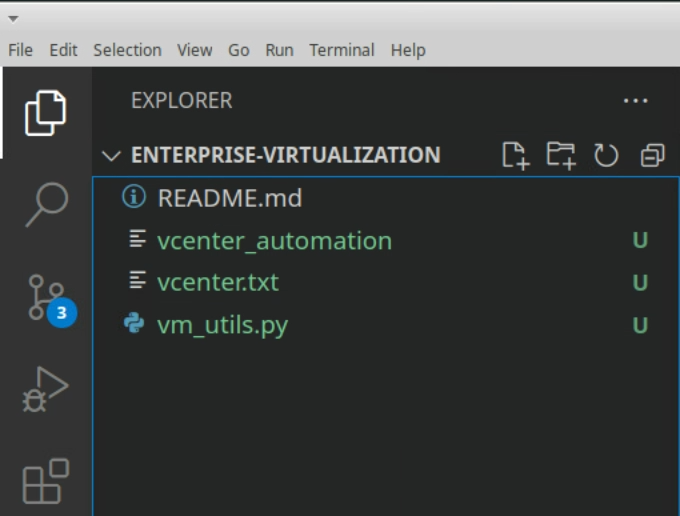 File Edit Selection View Go Run Terminal Help
EXPLORER
ENTERPRISE-VIRTUALIZATION
README.md
vcenter_automation U
vcenter.txt U
vm_utils.py U
3